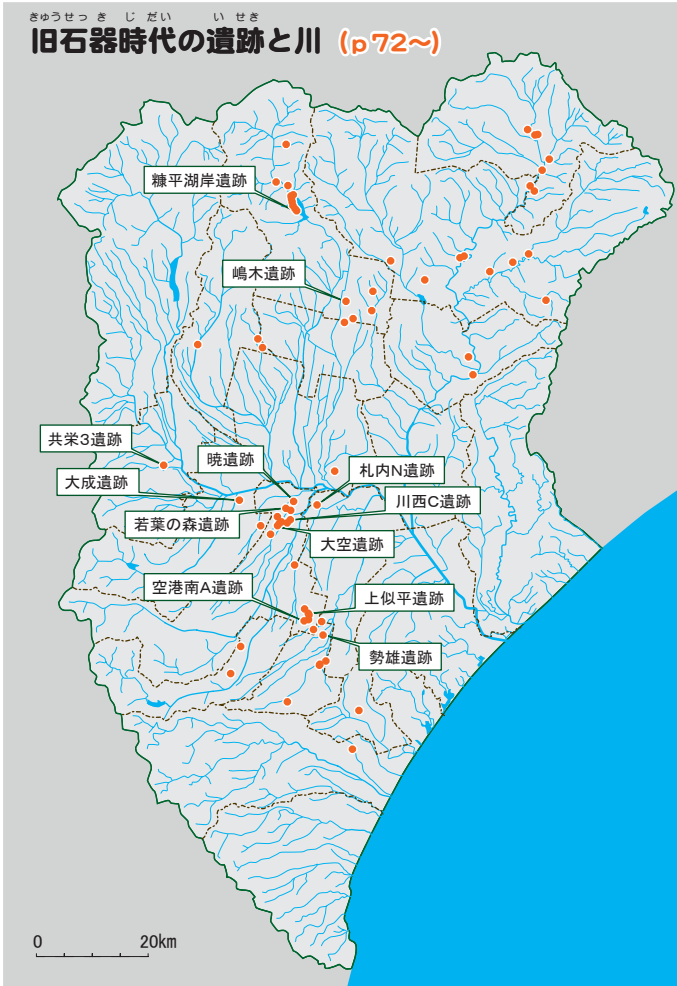 きゅうせっきじだい いせき
旧石器時代の遺跡と川 (p72～)
糠平湖岸遺跡
嶋木遺跡
共栄3遺跡
暁遺跡
札内N遺跡
大成遺跡
川西C遺跡
若葉の森遺跡
大空遺跡
空港南A遺跡
上似平遺跡
勢雄遺跡
0 20km